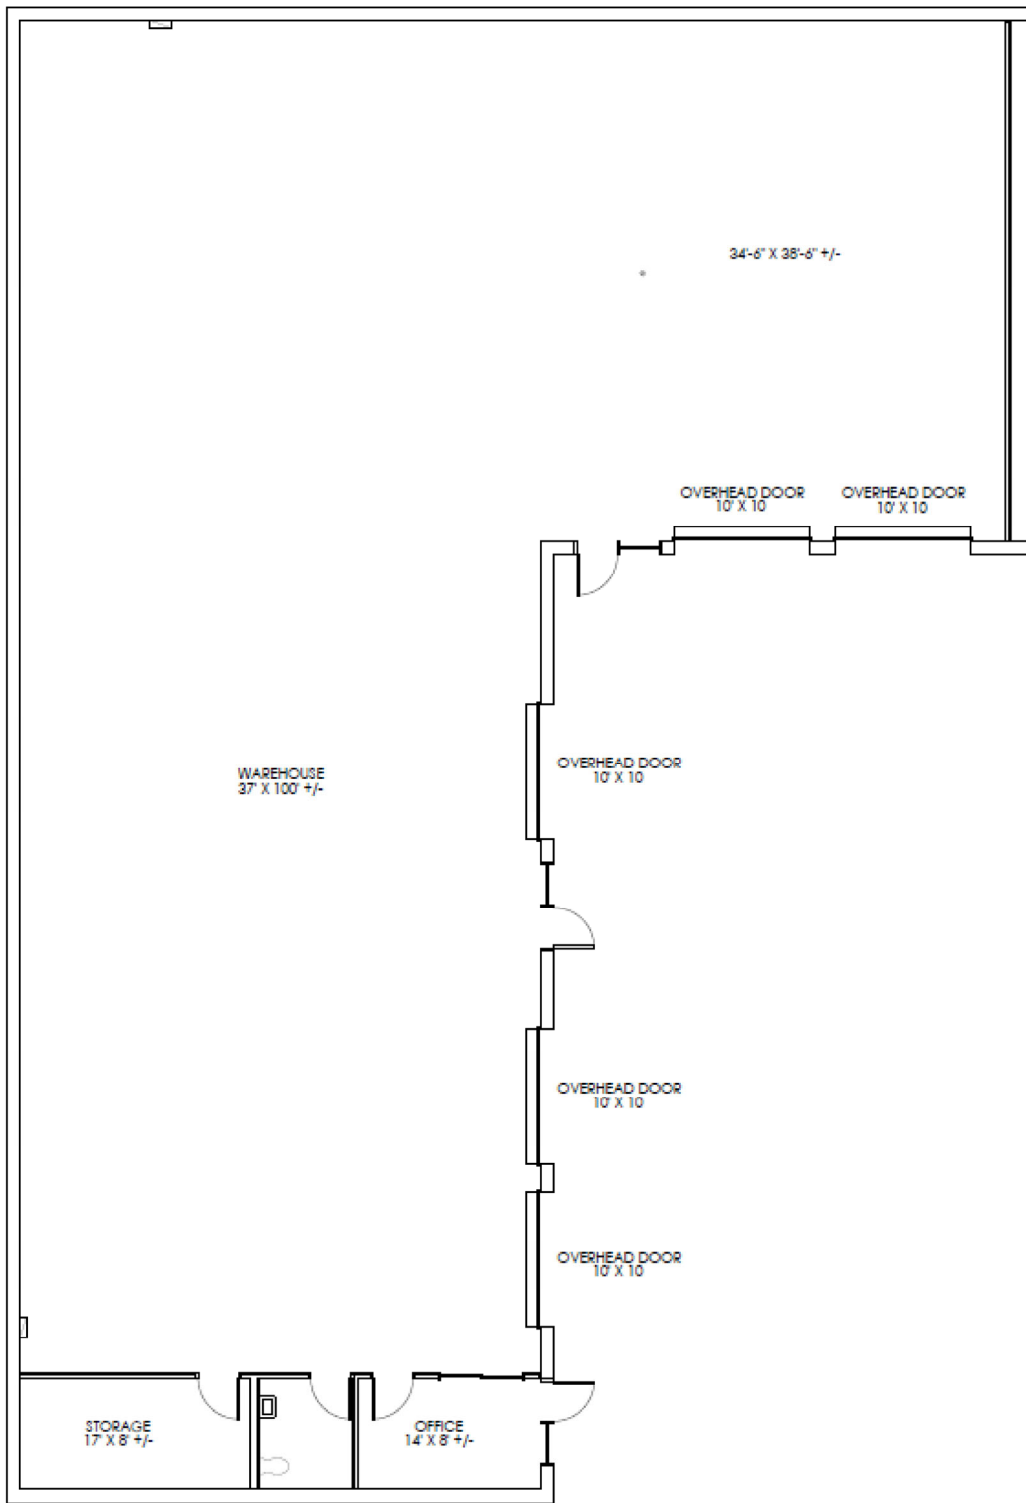 34'-6" X 38'-6" +/-
OVERHEAD DOOR
10' X 10
OVERHEAD DOOR
10' X 10
WAREHOUSE
37' X 100' +/-
OVERHEAD DOOR
10' X 10
OVERHEAD DOOR
10' X 10
OVERHEAD DOOR
10' X 10
STORAGE
17' X 8' +/-
OFFICE
14' X 8' +/-